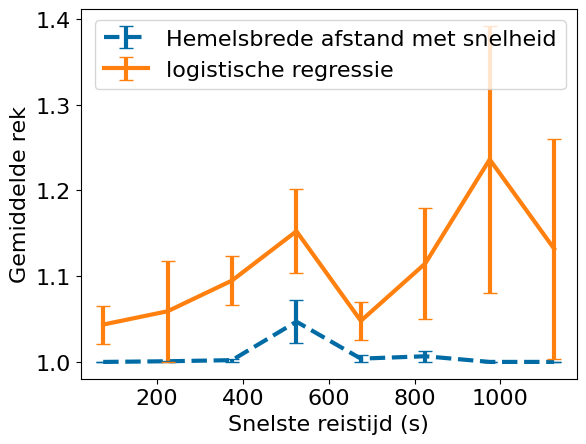 Hemelsbrede afstand met snelheid
logistische regressie
Gemiddelde rek
1.4
1.3
1.2
1.1
1.0
200 400 600 800 1000
Snelste reistijd (s)